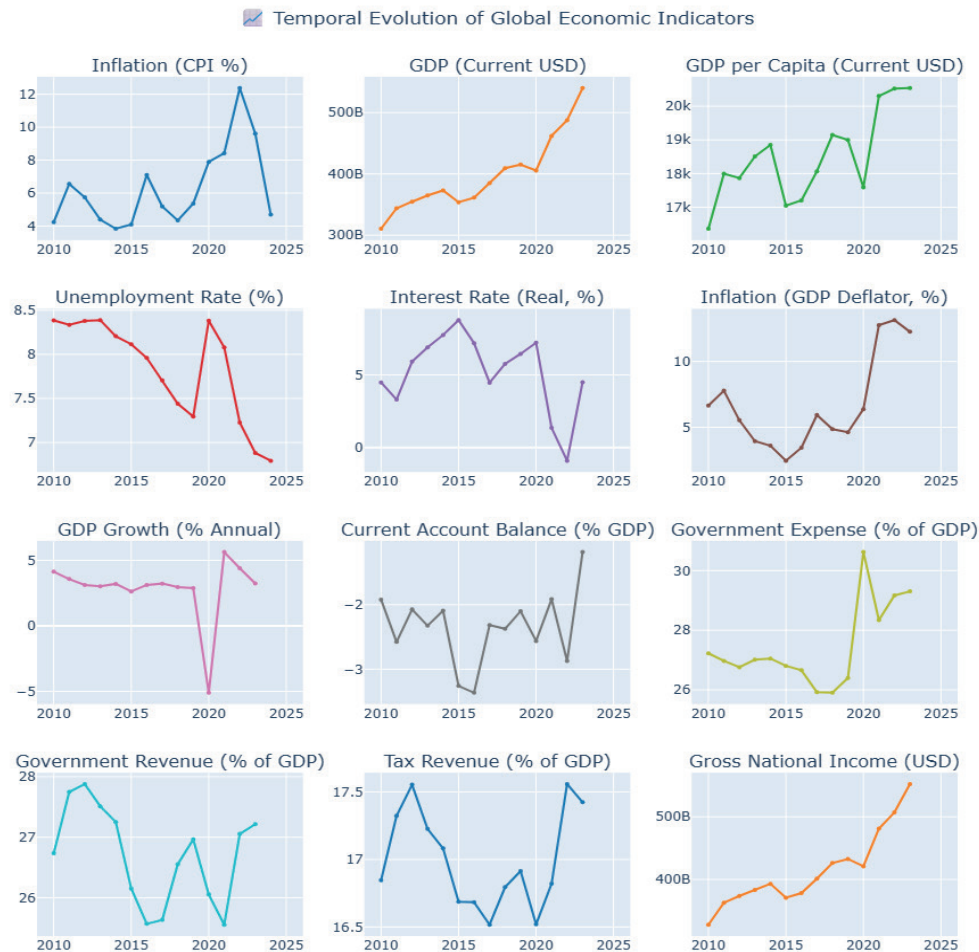 📈 Temporal Evolution of Global Economic Indicators
Inflation (CPI %)
12
10
8
6
4
2010 2015 2020 2025
GDP (Current USD)
500B
400B
300B
2010 2015 2020 2025
GDP per Capita (Current USD)
20k
19k
18k
17k
2010 2015 2020 2025
Unemployment Rate (%)
8.5
8
7.5
7
2010 2015 2020 2025
Interest Rate (Real, %)
5
0
2010 2015 2020 2025
Inflation (GDP Deflator, %)
10
5
2010 2015 2020 2025
GDP Growth (% Annual)
5
0
−5
2010 2015 2020 2025
Current Account Balance (% GDP)
−2
−3
2010 2015 2020 2025
Government Expense (% of GDP)
30
28
26
2010 2015 2020 2025
Government Revenue (% of GDP)
28
27
26
2010 2015 2020 2025
Tax Revenue (% of GDP)
17.5
17
16.5
2010 2015 2020 2025
Gross National Income (USD)
500B
400B
2010 2015 2020 2025